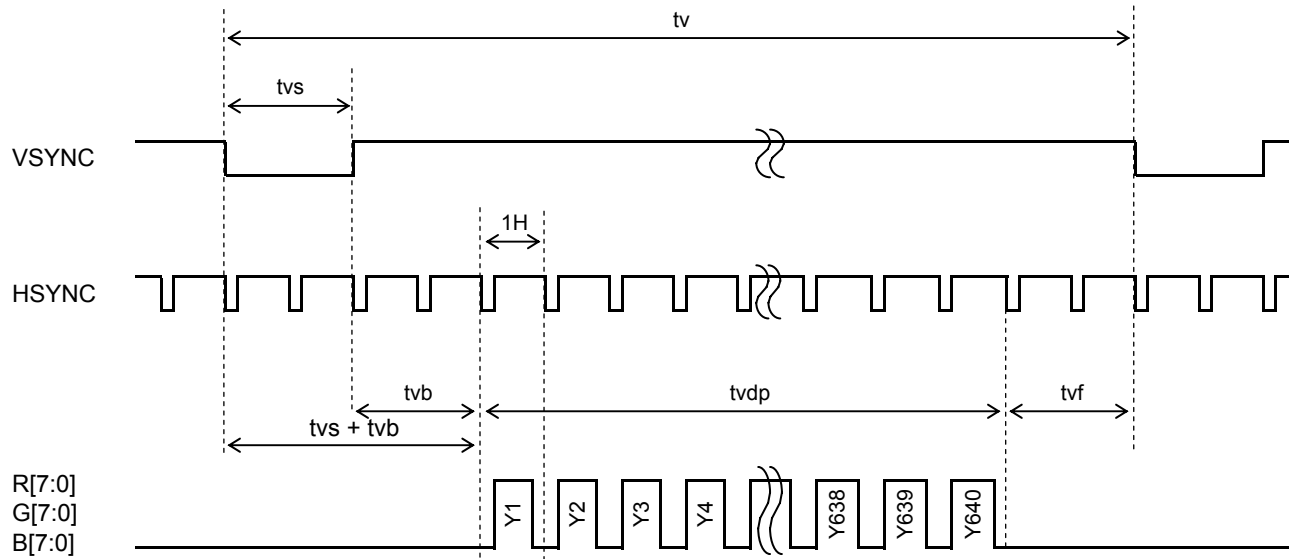 tv
tvs
VSYNC
1H
HSYNC
tvb
tvdp
tvf
tvs + tvb
R[7:0]
G[7:0]
B[7:0]
Y1
Y2
Y3
Y4
Y638
Y639
Y640